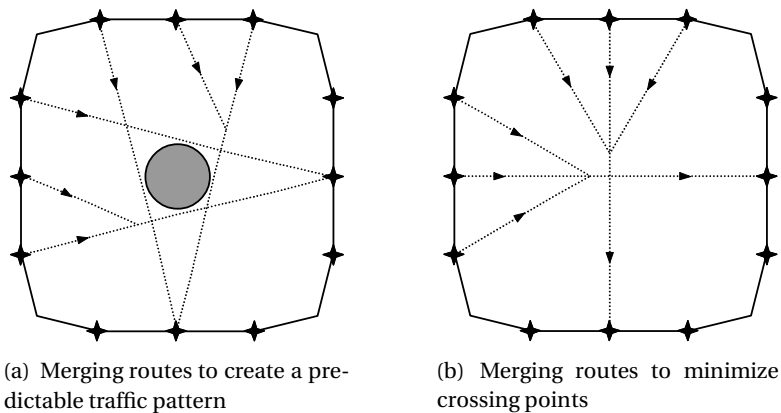 (a) Merging routes to create a pre-
dictable traffic pattern
(b) Merging routes to minimize
crossing points